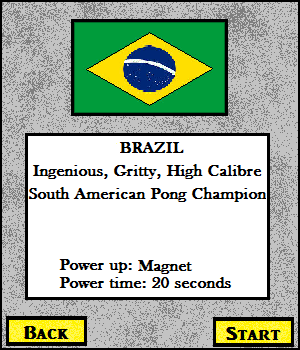 BRAZIL
Ingenious, Gritty, High Calibre
South American Pong Champion
Power up: Magnet
Power time: 20 seconds
Back Start